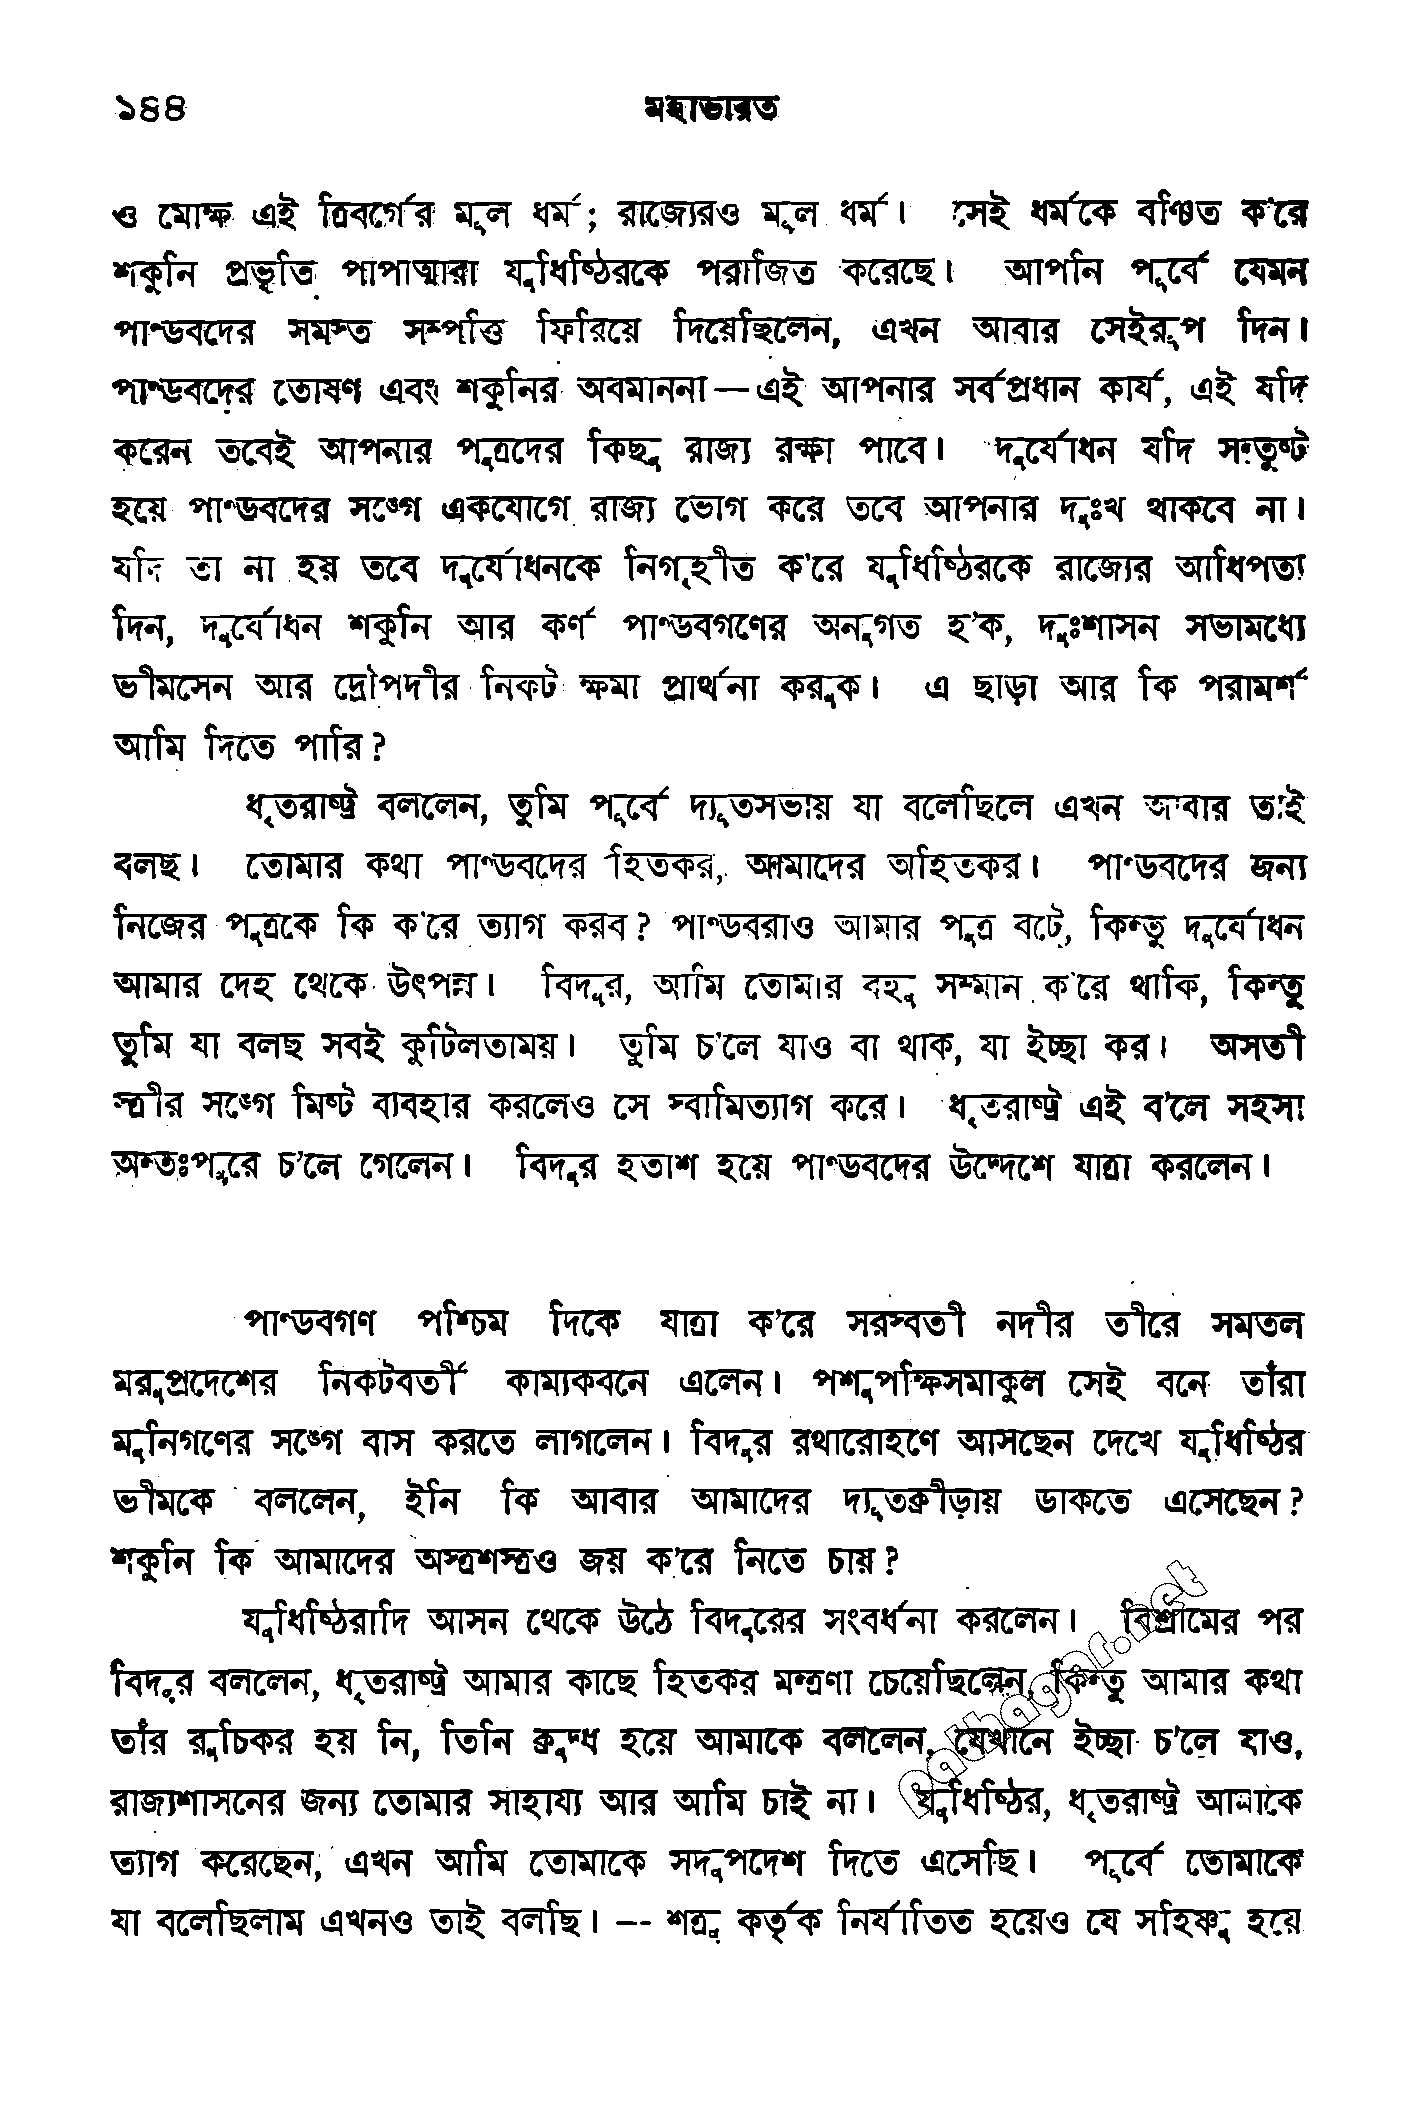 ১৪৪ মহাভারত
ও মোক্ষ এই ত্রিবর্গের মূল ধর্ম; রাজ্যেরও মূল ধর্ম। সেই ধর্মকে বঞ্চিত ক'রে
শকুনি প্রভৃতি পাপাত্মারা যুধিষ্ঠিরকে পরাজিত করেছে। আপনি পূর্বে যেমন
পাণ্ডবদের সমস্ত সম্পত্তি ফিরিয়ে দিয়েছিলেন, এখন আবার সেইরূপ দিন।
পাণ্ডবদের তোষণ এবং শকুনির অবমাননা—এই আপনার সর্বপ্রধান কার্য, এই যদি
করেন তবেই আপনার পুত্রদের কিছু রাজ্য রক্ষা পাবে। দুর্যোধন যদি সন্তুষ্ট
হয়ে পাণ্ডবদের সঙ্গে একযোগে রাজ্য ভোগ করে তবে আপনার দুঃখ থাকবে না।
যদি তা না হয় তবে দুর্যোধনকে নিগৃহীত ক'রে যুধিষ্ঠিরকে রাজ্যের আধিপত্য
দিন, দুর্যোধন শকুনি আর কর্ণ পাণ্ডবগণের অনুগত হ'ক, দুঃশাসন সভামধ্যে
ভীমসেন আর দ্রৌপদীর নিকট ক্ষমা প্রার্থনা করুক। এ ছাড়া আর কি পরামর্শ
আমি দিতে পারি?
ধৃতরাষ্ট্র বললেন, তুমি পূর্বে দ্যূতসভায় যা বলেছিলে এখন আবার তাই
বলছ। তোমার কথা পাণ্ডবদের হিতকর, আমাদের অহিতকর। পাণ্ডবদের জন্য
নিজের পুত্রকে কি ক'রে ত্যাগ করব? পাণ্ডবরাও আমার পুত্র বটে, কিন্তু দুর্যোধন
আমার দেহ থেকে উৎপন্ন। বিদুর, আমি তোমার বহু সম্মান ক'রে থাকি, কিন্তু
তুমি যা বলছ সবই কুটিলতাময়। তুমি চ'লে যাও বা থাক, যা ইচ্ছা কর। অসতী
স্ত্রীর সঙ্গে মিষ্ট ব্যবহার করলেও সে স্বামিত্যাগ করে। ধৃতরাষ্ট্র এই ব'লে সহসা
অন্তঃপুরে চ'লে গেলেন। বিদুর হতাশ হয়ে পাণ্ডবদের উদ্দেশে যাত্রা করলেন।
পাণ্ডবগণ পশ্চিম দিকে যাত্রা ক'রে সরস্বতী নদীর তীরে সমতল
মরুপ্রদেশের নিকটবর্তী কাম্যকবনে এলেন। পশুপক্ষিসমাকুল সেই বনে তাঁরা
মুনিগণের সঙ্গে বাস করতে লাগলেন। বিদুর রথারোহণে আসছেন দেখে যুধিষ্ঠির
ভীমকে বললেন, ইনি কি আবার আমাদের দ্যূতক্রীড়ায় ডাকতে এসেছেন?
শকুনি কি আমাদের অস্ত্রশস্ত্রও জয় ক'রে নিতে চায়?
যুধিষ্ঠিরাদি আসন থেকে উঠে বিদুরের সংবর্ধনা করলেন। বিশ্রামের পর
বিদুর বললেন, ধৃতরাষ্ট্র আমার কাছে হিতকর মন্ত্রণা চেয়েছিলেন, কিন্তু আমার কথা
তাঁর রুচিকর হয় নি, তিনি ক্রুদ্ধ হয়ে আমাকে বললেন, যেখানে ইচ্ছা চ'লে যাও,
রাজ্যশাসনের জন্য তোমার সাহায্য আর আমি চাই না। যুধিষ্ঠির, ধৃতরাষ্ট্র আমাকে
ত্যাগ করেছেন, এখন আমি তোমাকে সদুপদেশ দিতে এসেছি। পূর্বে তোমাকে
যা বলেছিলাম এখনও তাই বলছি। -- শত্রু কর্তৃক নির্যাতিত হয়েও যে সহিষ্ণু হয়ে
pathagar.net